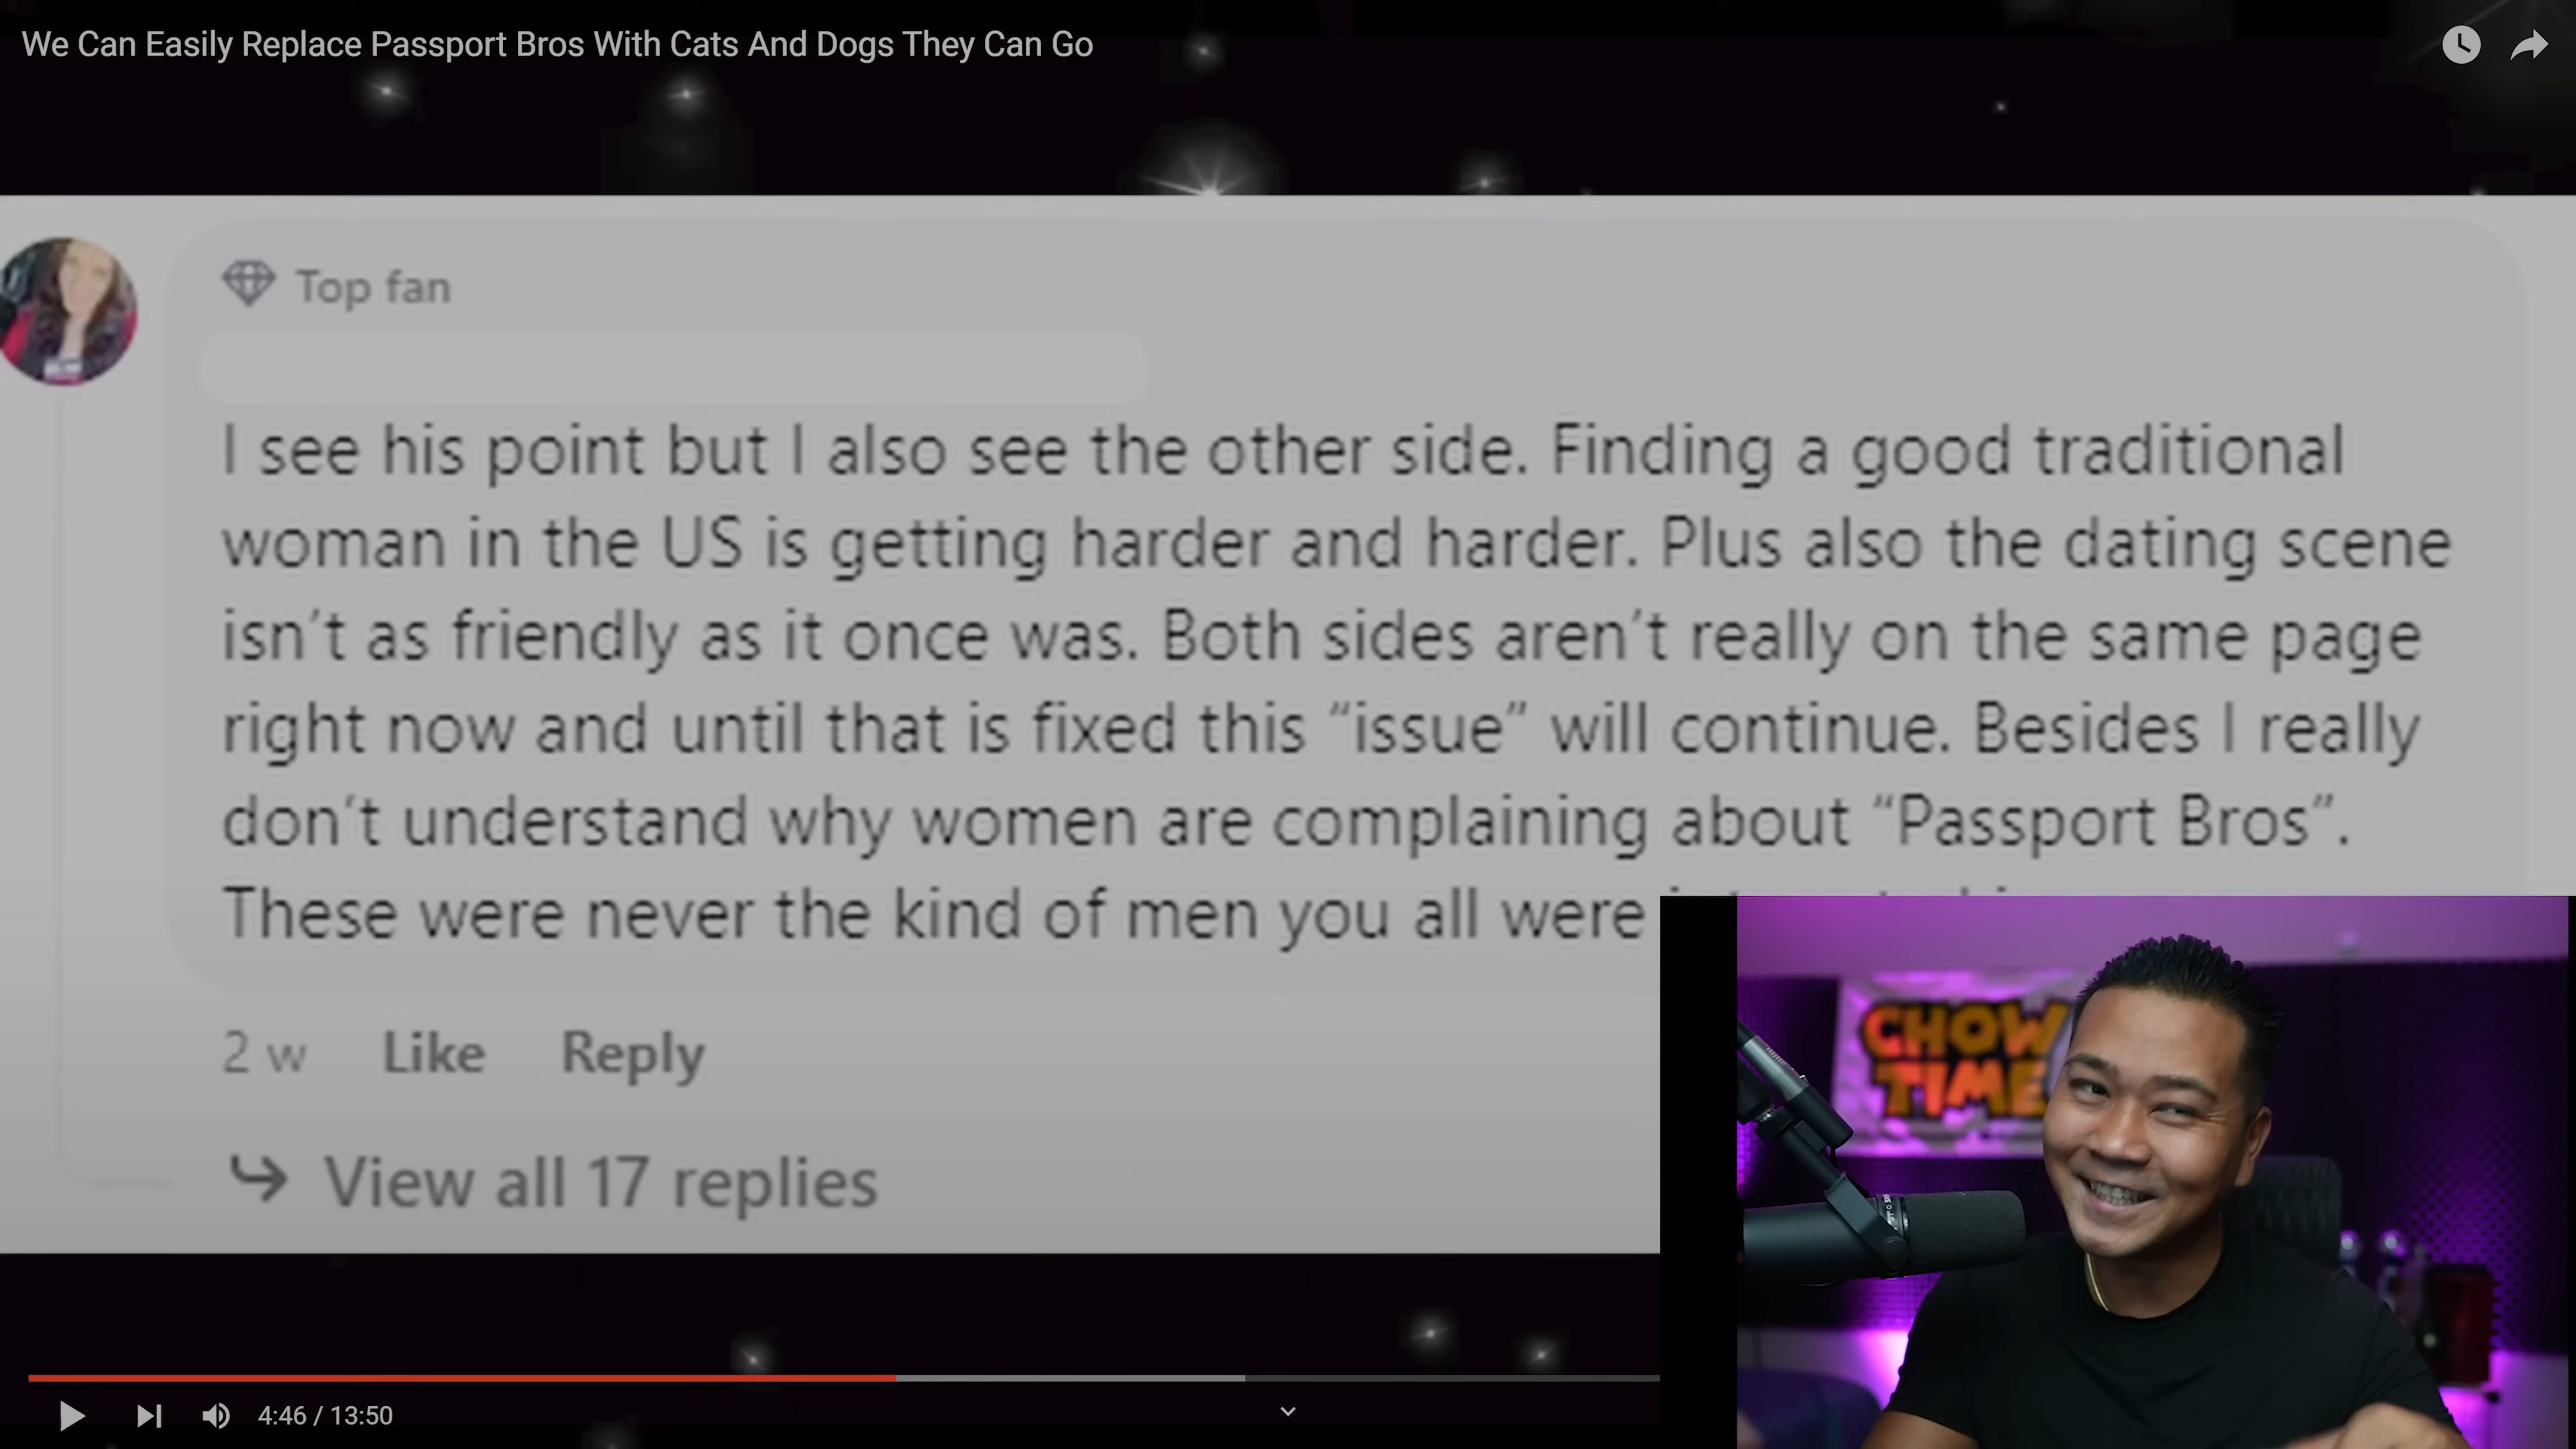 We Can Easily Replace Passport Bros With Cats And Dogs They Can Go
Top fan
I see his point but I also see the other side. Finding a good traditional
woman in the US is getting harder and harder. Plus also the dating scene
isn't as friendly as it once was. Both sides aren't really on the same page
right now and until that is fixed this “issue” will continue. Besides I really
don't understand why women are complaining about “Passport Bros”.
These were never the kind of men you all were
2 w Like Reply
View all 17 replies
CHOW
TIME
4:46 / 13:50